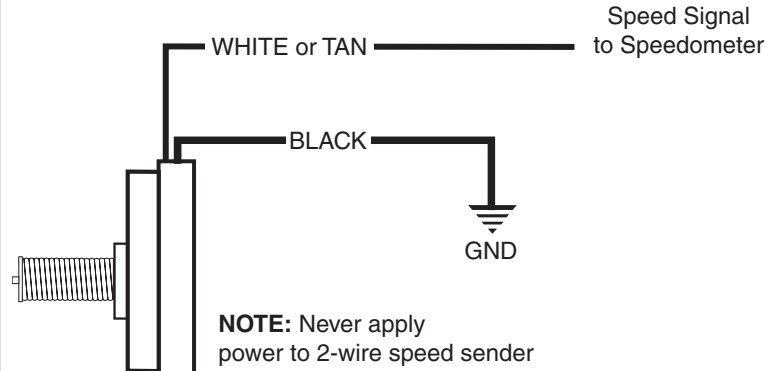 Speed Signal
to Speedometer
WHITE or TAN
BLACK
GND
NOTE: Never apply
power to 2-wire speed sender